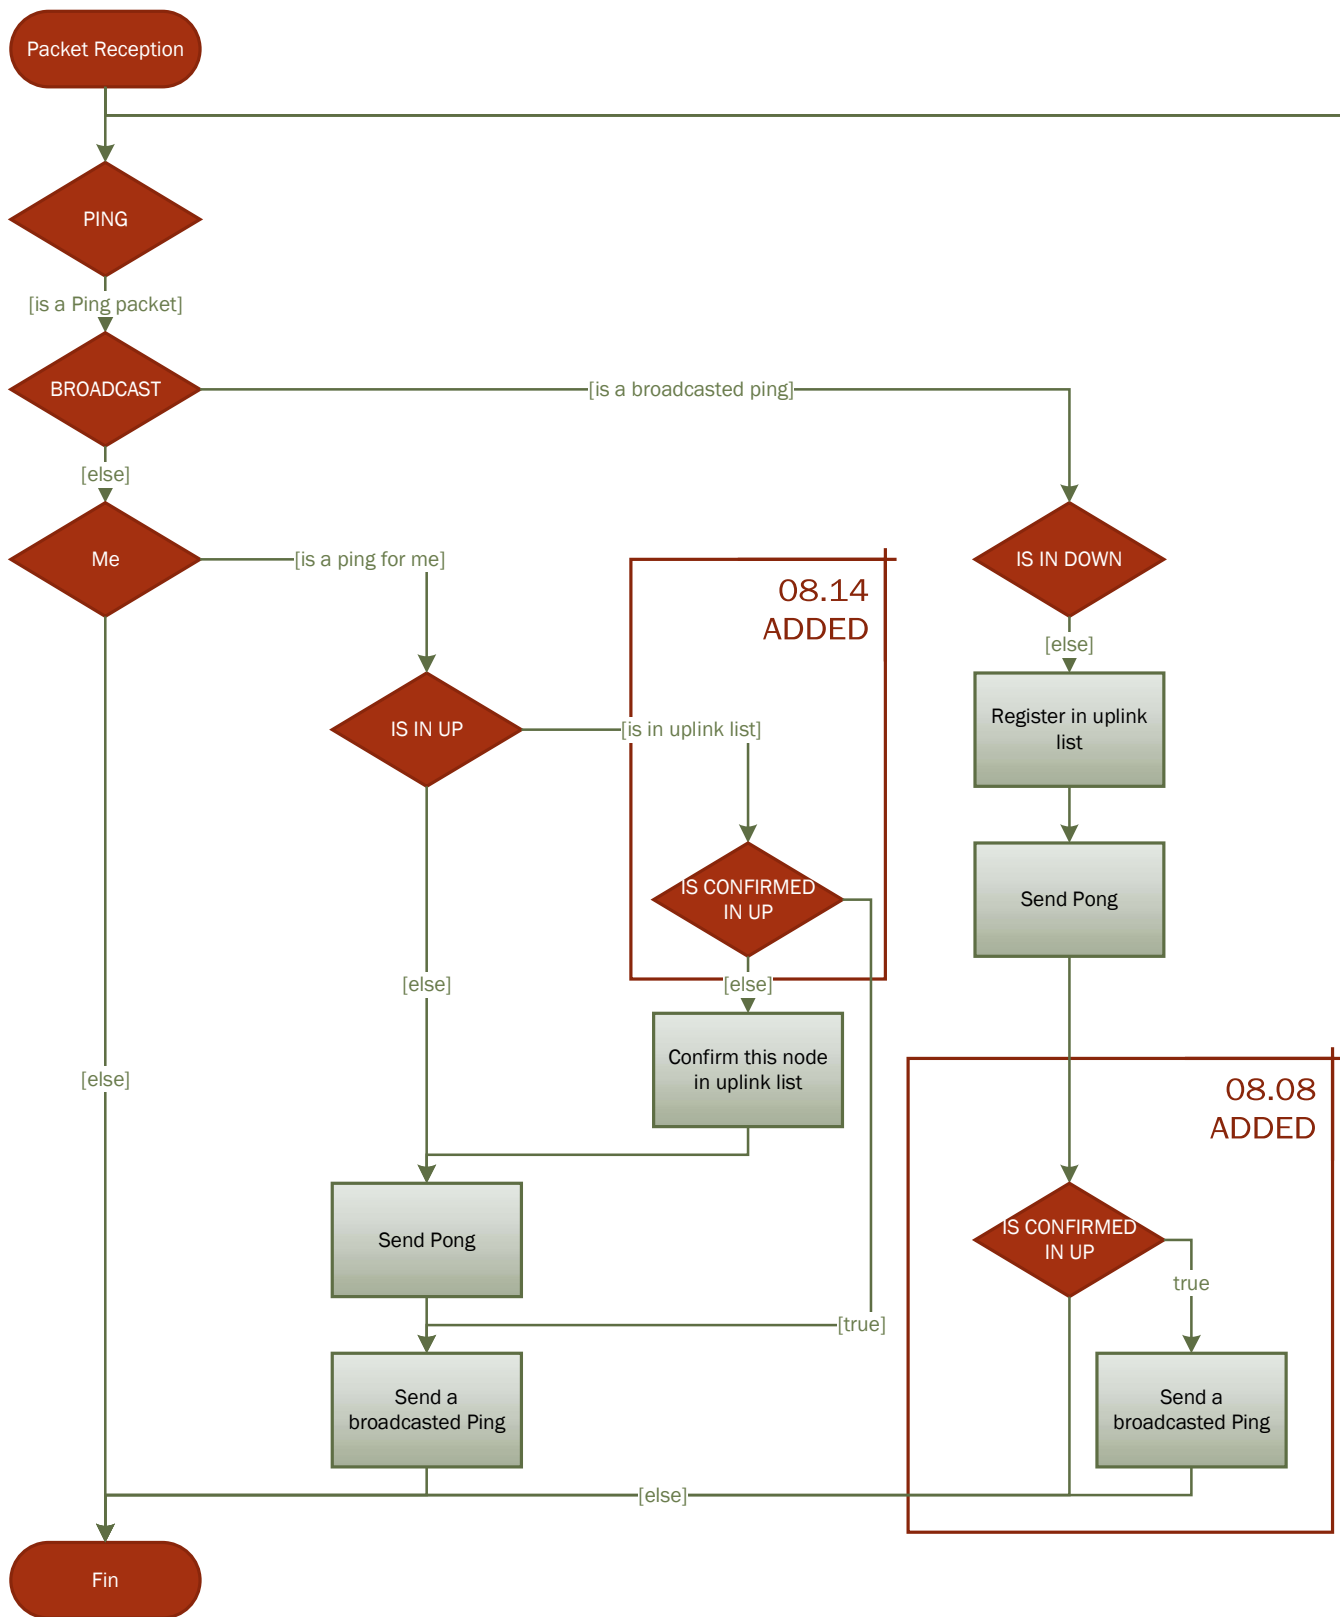 Packet Reception
PING
[is a Ping packet]
BROADCAST
[is a broadcasted ping]
[else]
Me
[is a ping for me]
IS IN DOWN
08.14
ADDED
[else]
IS IN UP
[is in uplink list]
Register in uplink
list
IS CONFIRMED
IN UP
Send Pong
[else]
[else]
Confirm this node
in uplink list
[else]
08.08
ADDED
Send Pong
IS CONFIRMED
IN UP
true
[true]
Send a
broadcasted Ping
Send a
broadcasted Ping
[else]
Fin